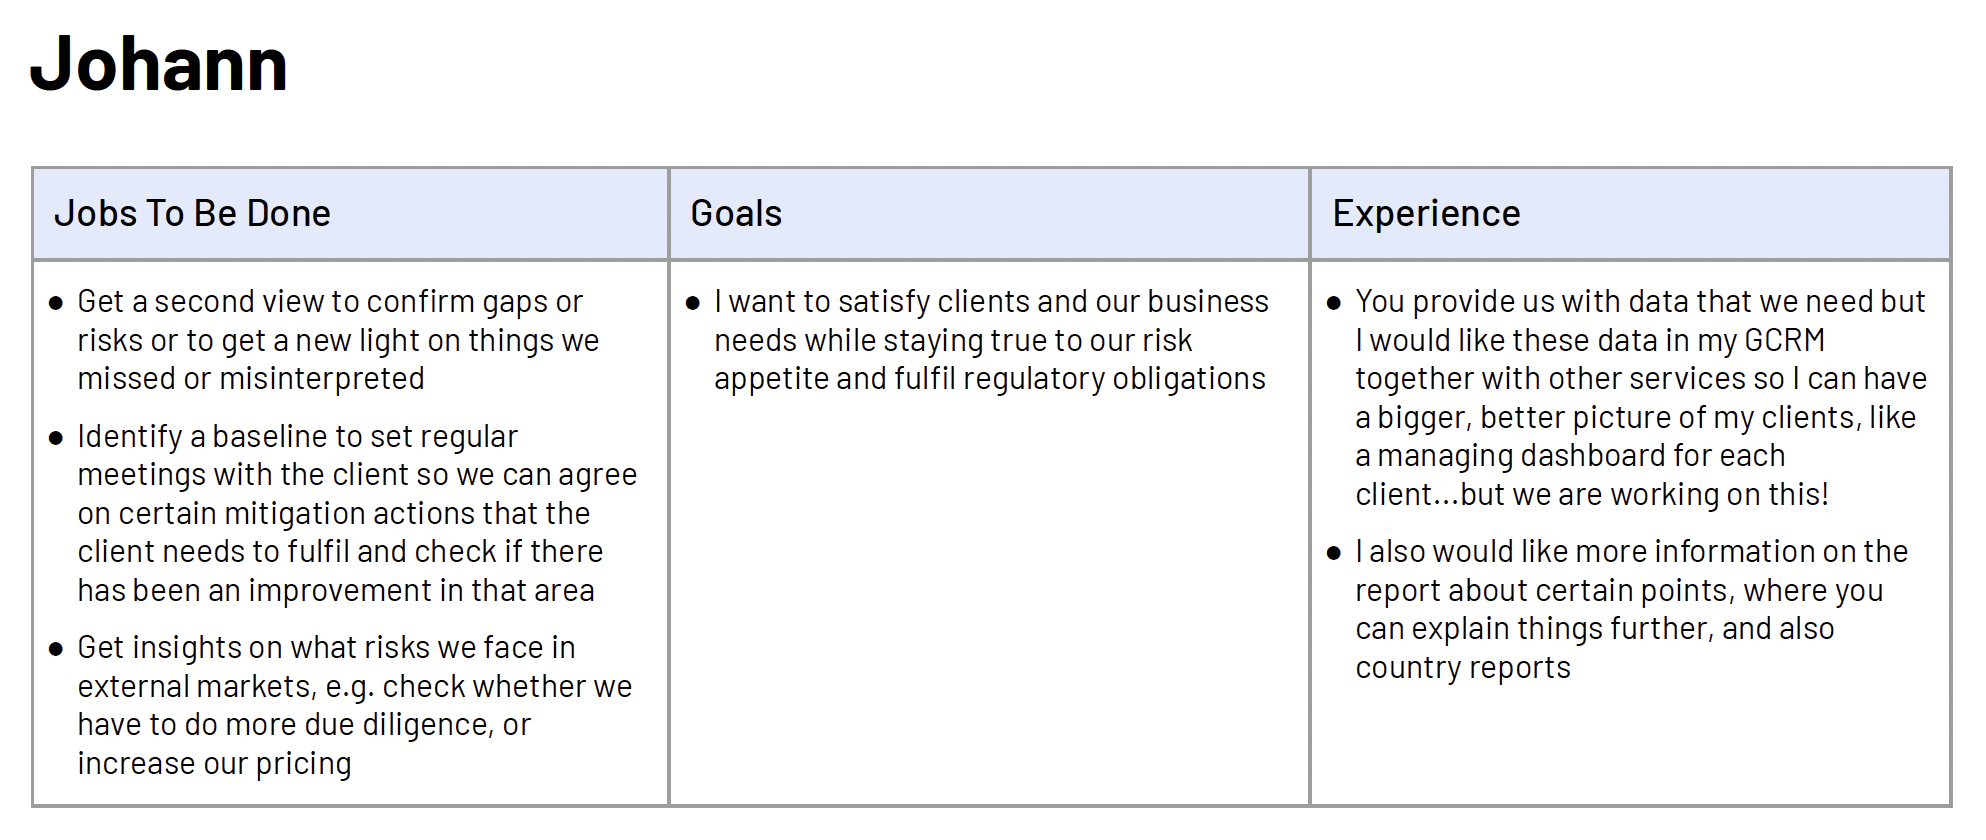 Johann
Jobs To Be Done
Goals
Experience
● Get a second view to confirm gaps or
risks or to get a new light on things we
missed or misinterpreted
● Identify a baseline to set regular
meetings with the client so we can agree
on certain mitigation actions that the
client needs to fulfil and check if there
has been an improvement in that area
● Get insights on what risks we face in
external markets, e.g. check whether we
have to do more due diligence, or
increase our pricing
● I want to satisfy clients and our business
needs while staying true to our risk
appetite and fulfil regulatory obligations
● You provide us with data that we need but
I would like these data in my GCRM
together with other services so I can have
a bigger, better picture of my clients, like
a managing dashboard for each
client...but we are working on this!
● I also would like more information on the
report about certain points, where you
can explain things further, and also
country reports